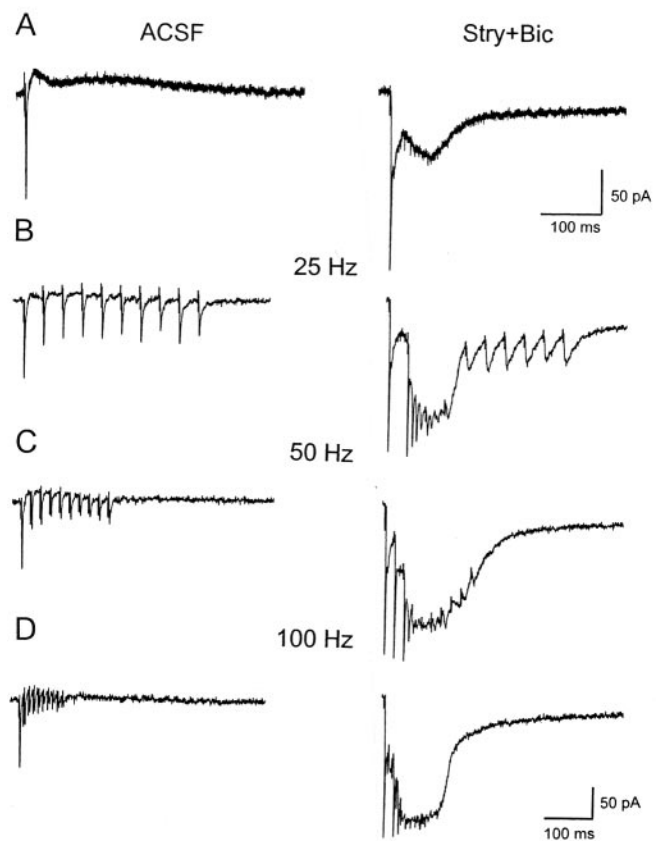 A
ACSF
Stry+Bic
50 pA
100 ms
B
25 Hz
C
50 Hz
D
100 Hz
50 pA
100 ms